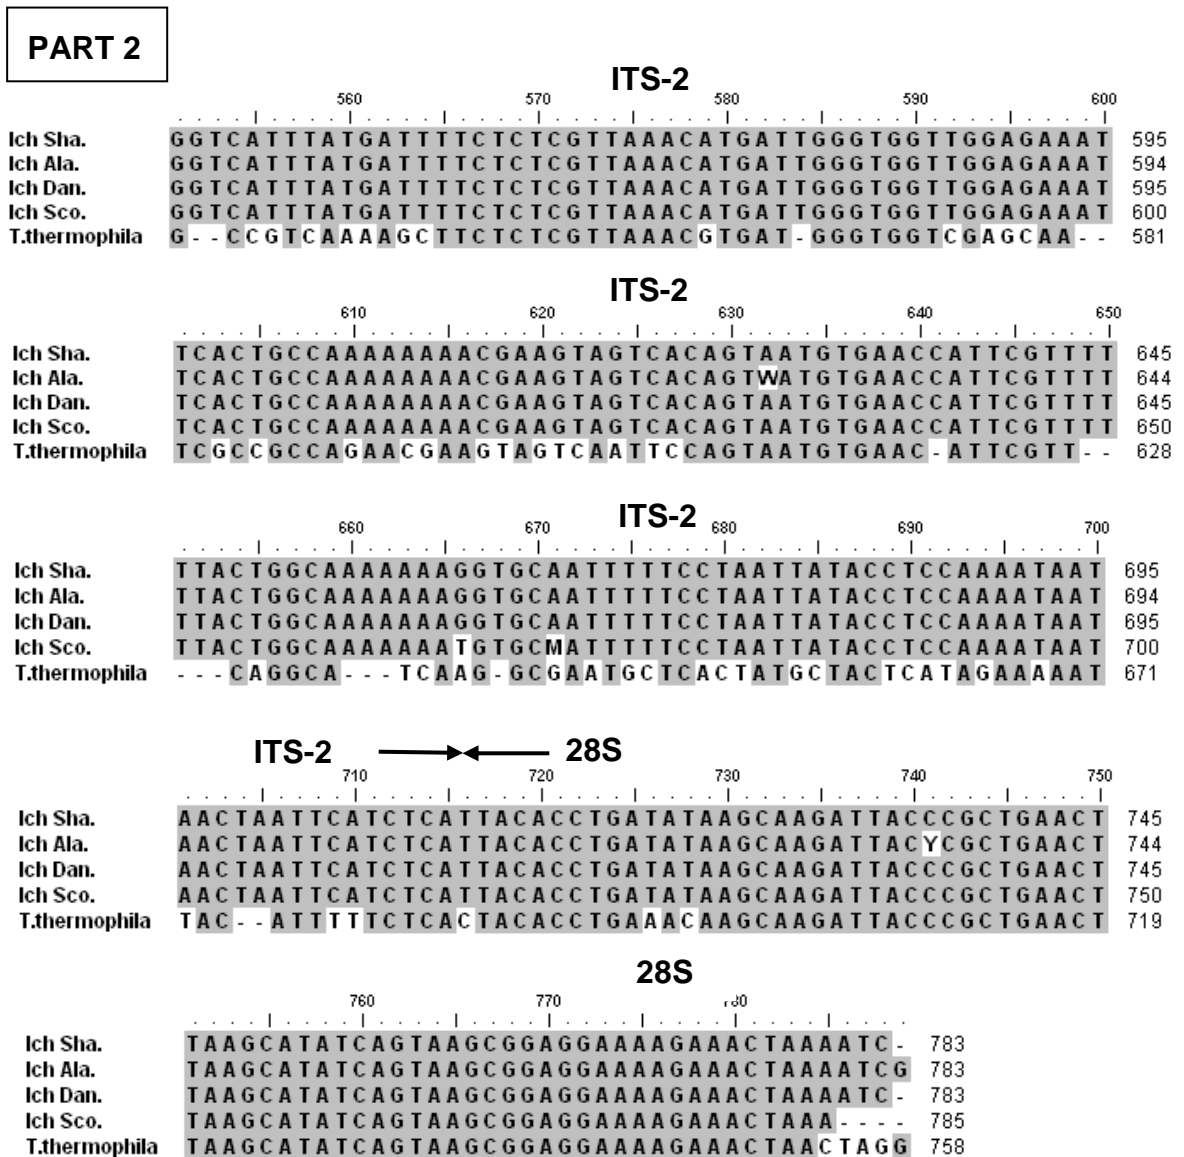 PART 2
ITS-2
560 570 580 590 600
Ich Sha. GGTCATTTATGATTTTCTCTCGTTAAACATGATTGGGTGGTTGGAGAAAT 595
Ich Ala. GGTCATTTATGATTTTCTCTCGTTAAACATGATTGGGTGGTTGGAGAAAT 594
Ich Dan. GGTCATTTATGATTTTCTCTCGTTAAACATGATTGGGTGGTTGGAGAAAT 595
Ich Sco. GGTCATTTATGATTTTCTCTCGTTAAACATGATTGGGTGGTTGGAGAAAT 600
T.thermophila G--CCGTCAAAAGCTTCTCTCGTTAAACGTGAT-GGGTGGTCGAGCAA-- 581
ITS-2
610 620 630 640 650
Ich Sha. TCACTGCCAAAAAAAACGAAGTAGTCACAGTAATGTGAACCATTCGTTTT 645
Ich Ala. TCACTGCCAAAAAAAACGAAGTAGTCACAGTWATGTGAACCATTCGTTTT 644
Ich Dan. TCACTGCCAAAAAAAACGAAGTAGTCACAGTAATGTGAACCATTCGTTTT 645
Ich Sco. TCACTGCCAAAAAAAACGAAGTAGTCACAGTAATGTGAACCATTCGTTTT 650
T.thermophila TCGCCGCCAGAACGAAGTAGTCAATTCCAGTAATGTGAAC-ATTCGTT-- 628
ITS-2
660 670 680 690 700
Ich Sha. TTACTGGCAAAAAAAGGTGCAATTTTTCCTAATTATACCTCCAAAATAAT 695
Ich Ala. TTACTGGCAAAAAAAGGTGCAATTTTTCCTAATTATACCTCCAAAATAAT 694
Ich Dan. TTACTGGCAAAAAAAGGTGCAATTTTTCCTAATTATACCTCCAAAATAAT 695
Ich Sco. TTACTGGCAAAAAAATGTGCMATTTTTCCTAATTATACCTCCAAAATAAT 700
T.thermophila ---CAGGCA---TCAAG-GCGAATGCTCACTATGCTACTCATAGAAAAAT 671
ITS-2 28S
710 720 730 740 750
Ich Sha. AACTAATTCATCTCATTACACCTGATATAAGCAAGATTACCCGCTGAACT 745
Ich Ala. AACTAATTCATCTCATTACACCTGATATAAGCAAGATTACYCGCTGAACT 744
Ich Dan. AACTAATTCATCTCATTACACCTGATATAAGCAAGATTACCCGCTGAACT 745
Ich Sco. AACTAATTCATCTCATTACACCTGATATAAGCAAGATTACCCGCTGAACT 750
T.thermophila TAC--ATTTTTCTCACTACACCTGAAACAAGCAAGATTACCCGCTGAACT 719
28S
760 770 780
Ich Sha. TAAGCATATCAGTAAGCGGAGGAAAAGAAACTAAAATC- 783
Ich Ala. TAAGCATATCAGTAAGCGGAGGAAAAGAAACTAAAATCG 783
Ich Dan. TAAGCATATCAGTAAGCGGAGGAAAAGAAACTAAAATC- 783
Ich Sco. TAAGCATATCAGTAAGCGGAGGAAAAGAAACTAAA---- 785
T.thermophila TAAGCATATCAGTAAGCGGAGGAAAAGAAACTAACTAGG 758